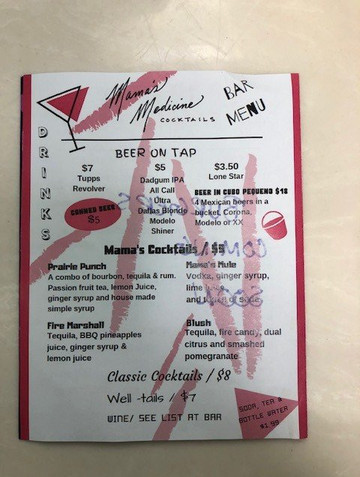 Mama's
Medicine
COCKTAILS
BAR
MENU
DRINKS
BEER ON TAP
$7
Tupps
Revolver
$5
Dadgum IPA
All Call
Ultra
Dallas Blonde
Modelo
Shiner
$3.50
Lone Star
BEER IN CUBO PEQUENO $18
4 Mexican beers in a
bucket, Corona,
Modelo or XX
CANNED BEER
$5
Mama's Cocktails / $9
Prairie Punch
A combo of bourbon, tequila & rum.
Passion fruit tea, lemon Juice,
ginger syrup and house made
simple syrup
Mama's Mule
Vodka, ginger syrup,
lime
and
Fire Marshall
Tequila, BBQ pineapples
juice, ginger syrup &
lemon juice
Blush
Tequila, fire candy, dual
citrus and smashed
pomegranate
Classic Cocktails / $8
Well -tails / $7
WINE/ SEE LIST AT BAR
SODA, TEA &
BOTTLE WATER
$1.99